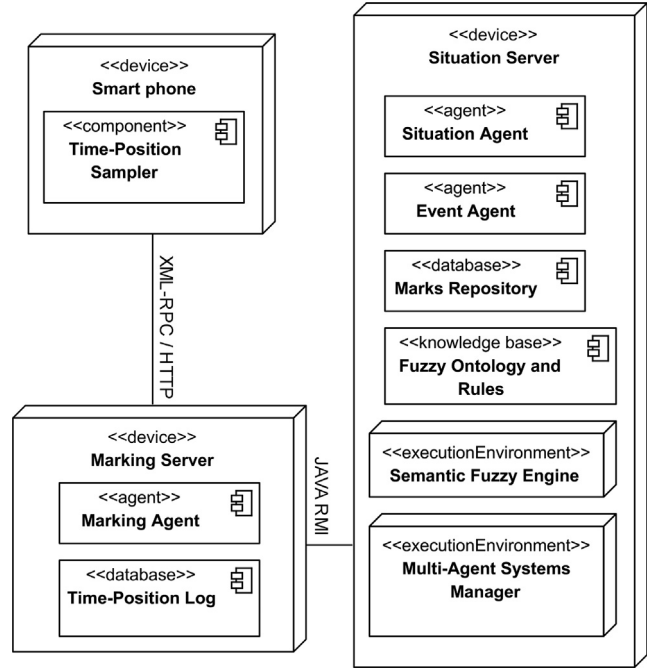 <<device>>
Smart phone
<<component>>
Time-Position
Sampler
XML-RPC / HTTP
<<device>>
Marking Server
<<agent>>
Marking Agent
<<database>>
Time-Position Log
JAVA RMI
<<device>>
Situation Server
<<agent>>
Situation Agent
<<agent>>
Event Agent
<<database>>
Marks Repository
<<knowledge base>>
Fuzzy Ontology and
Rules
<<executionEnvironment>>
Semantic Fuzzy Engine
<<executionEnvironment>>
Multi-Agent Systems
Manager